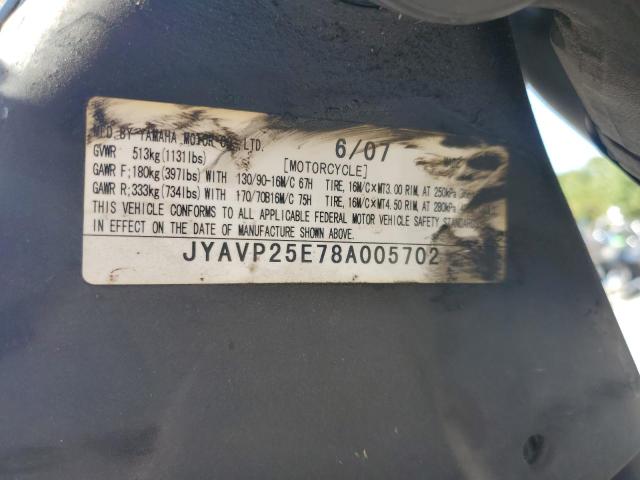 MFD BY YAMAHA MOTOR CO., LTD. 6/07
GVWR 513kg(1131lbs) [MOTORCYCLE]
GAWR F:180kg(397lbs)WITH 130/90-16M/C 67H TIRE, 16M/C×MT3.00 RIM, AT 250kPa
GAWR R:333kg(734lbs)WITH 170/70B16M/C 75H TIRE, 16M/C×MT4.50 RIM, AT 280kPa
THIS VEHICLE CONFORMS TO ALL APPLICABLE FEDERAL MOTOR VEHICLE SAFETY
IN EFFECT ON THE DATE OF MANUFACTURE SHOWN ABOVE.
JYAVP25E78A005702